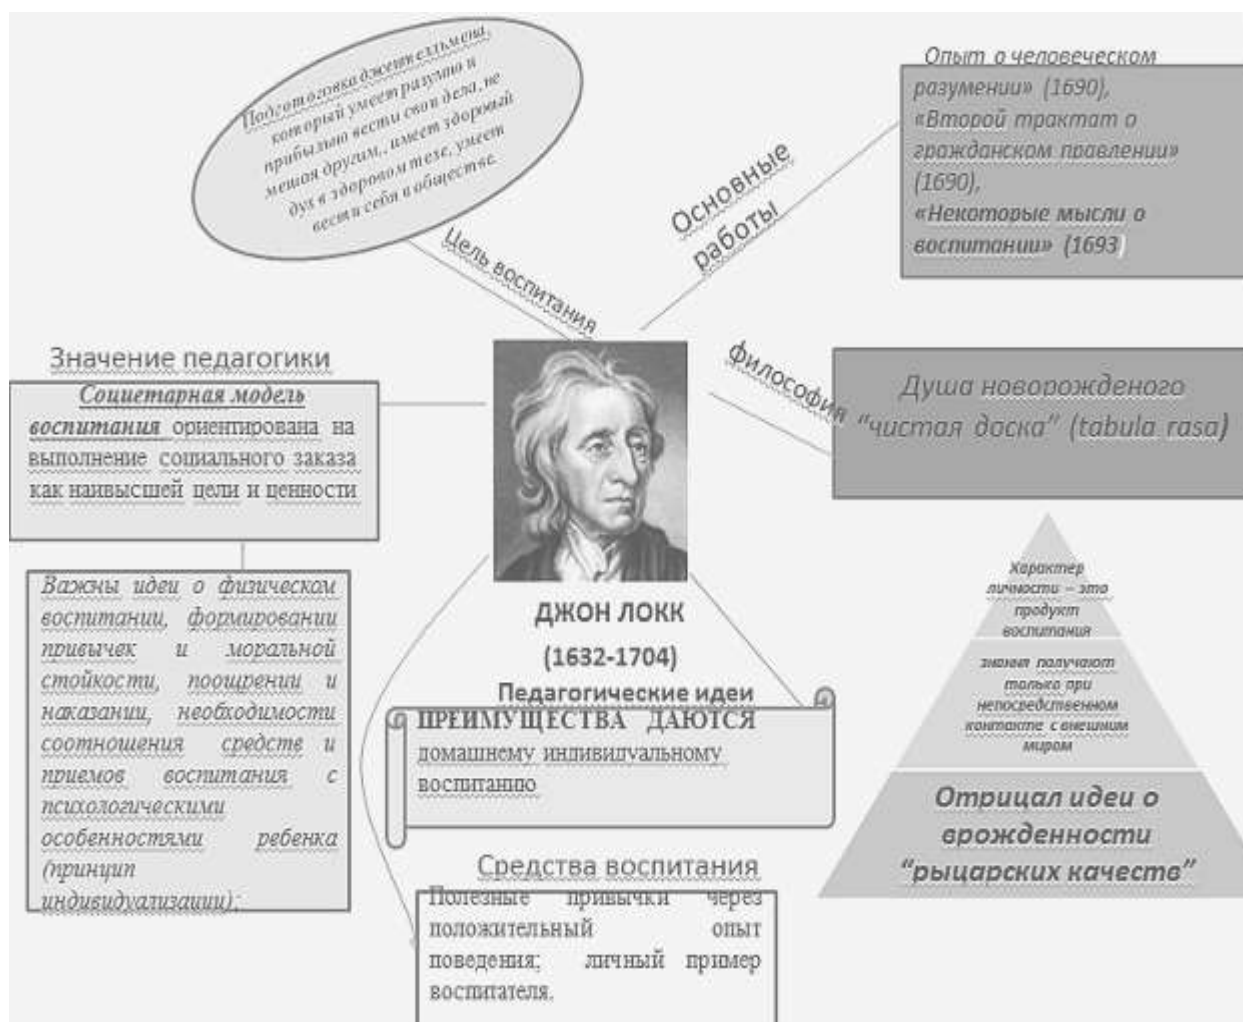 Подготовка джентельмена,
который умеет разумно и
прибыльно вести свои дела, не
мешая другим,, имеет здоровый
дух в здоровом теле, умеет
вести себя в обществе.
Цель воспитания
Основные
работы
Опыт о человеческом
разумении» (1690),
«Второй трактат о
гражданском правлении»
(1690),
«Некоторые мысли о
воспитании» (1693)
философия
Душа новорожденого
“чистая доска” (tabula rasa)
Значение педагогики
Социетарная модель
воспитания ориентирована на
выполнение социального заказа
как наивысшей цели и ценности
Важны идеи о физическом
воспитании, формировании
привычек и моральной
стойкости, поощрении и
наказании, необходимости
соотношения средств и
приемов воспитания с
психологическими
особенностями ребенка
(принцип
индивидуализации);
ДЖОН ЛОКК
(1632-1704)
Педагогические идеи
ПРЕИМУЩЕСТВА ДАЮТСЯ
домашнему индивидуальному
воспитанию
Средства воспитания
Полезные привычки через
положительный опыт
поведения; личный пример
воспитателя.
Характер
личности – это
продукт
воспитания
знания получают
только при
непосредственном
контакте с внешним
миром
Отрицал идеи о
врожденности
“рыцарских качеств”